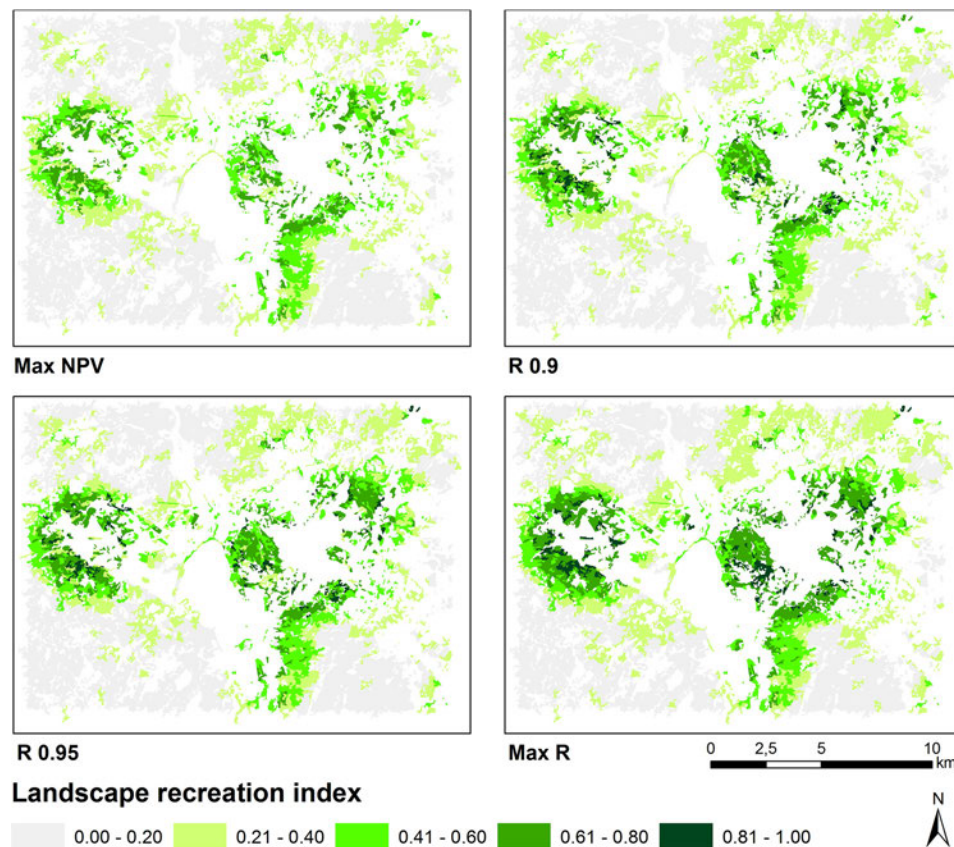 Max NPV
R 0.9
R 0.95
Max R
0 2,5 5 10
km
Landscape recreation index
N
0.00 - 0.20 0.21 - 0.40 0.41 - 0.60 0.61 - 0.80 0.81 - 1.00